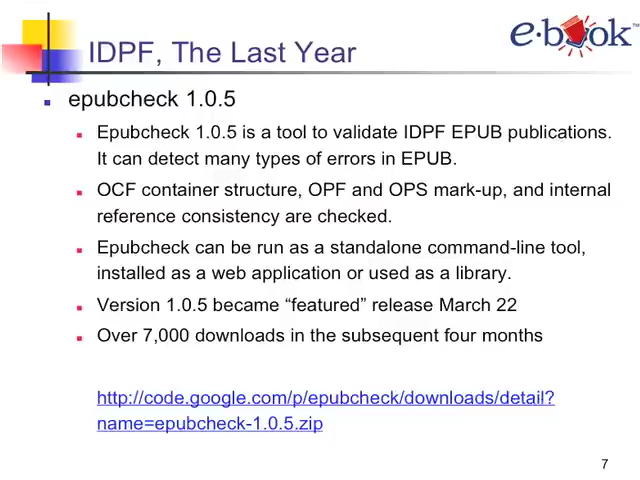 IDPF, The Last Year
e·book™
epubcheck 1.0.5
Epubcheck 1.0.5 is a tool to validate IDPF EPUB publications.
It can detect many types of errors in EPUB.
OCF container structure, OPF and OPS mark-up, and internal
reference consistency are checked.
Epubcheck can be run as a standalone command-line tool,
installed as a web application or used as a library.
Version 1.0.5 became “featured” release March 22
Over 7,000 downloads in the subsequent four months
http://code.google.com/p/epubcheck/downloads/detail?
name=epubcheck-1.0.5.zip
7